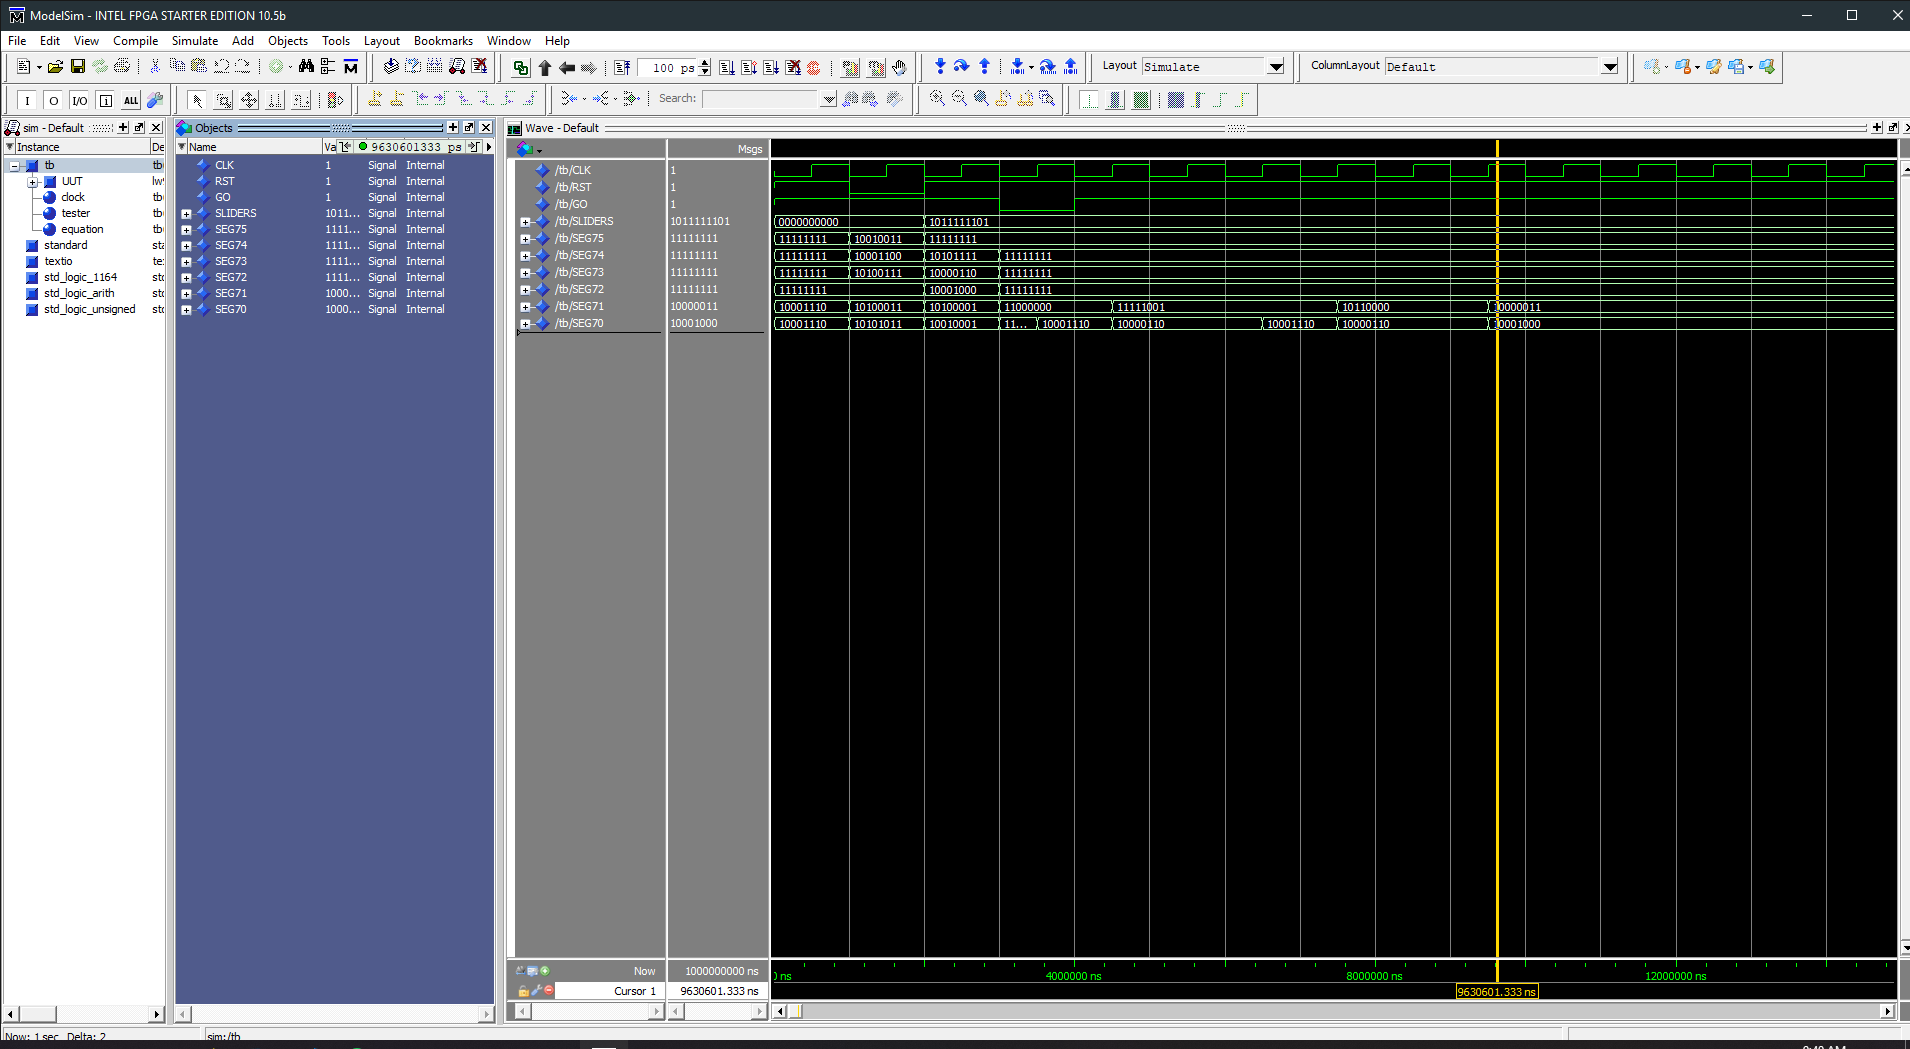 ModelSim - INTEL FPGA STARTER EDITION 10.5b
File Edit View Compile Simulate Add Objects Tools Layout Bookmarks Window Help
100 ps
Layout Simulate
ColumnLayout Default
I O I/O ALL
Search:
sim - Default
Objects
Wave - Default
Instance De
tb tb
UUT lw
clock tb
tester tb
equation tb
standard sta
textio te
std_logic_1164 std
std_logic_arith std
std_logic_unsigned std
Name Va 9630601333 ps
CLK 1 Signal Internal
RST 1 Signal Internal
GO 1 Signal Internal
SLIDERS 1011... Signal Internal
SEG75 1111... Signal Internal
SEG74 1111... Signal Internal
SEG73 1111... Signal Internal
SEG72 1111... Signal Internal
SEG71 1000... Signal Internal
SEG70 1000... Signal Internal
Msgs
/tb/CLK 1
/tb/RST 1
/tb/GO 1
/tb/SLIDERS 1011111101 0000000000 1011111101
/tb/SEG75 11111111 11111111 10010011 11111111
/tb/SEG74 11111111 11111111 10001100 10101111 11111111
/tb/SEG73 11111111 11111111 10100111 10000110 11111111
/tb/SEG72 11111111 11111111 10001000 11111111
/tb/SEG71 10000011 10001110 10100011 10100001 11000000 11111001 10110000 10000011
/tb/SEG70 10001000 10001110 10101011 10010001 11... 10001110 10000110 10001110 10000110 10001000
Now 1000000000 ns
ns 4000000 ns 8000000 ns 12000000 ns
Cursor 1 9630601.333 ns 9630601.333 ns
Now: 1 sec Delta: 2
sim:/tb